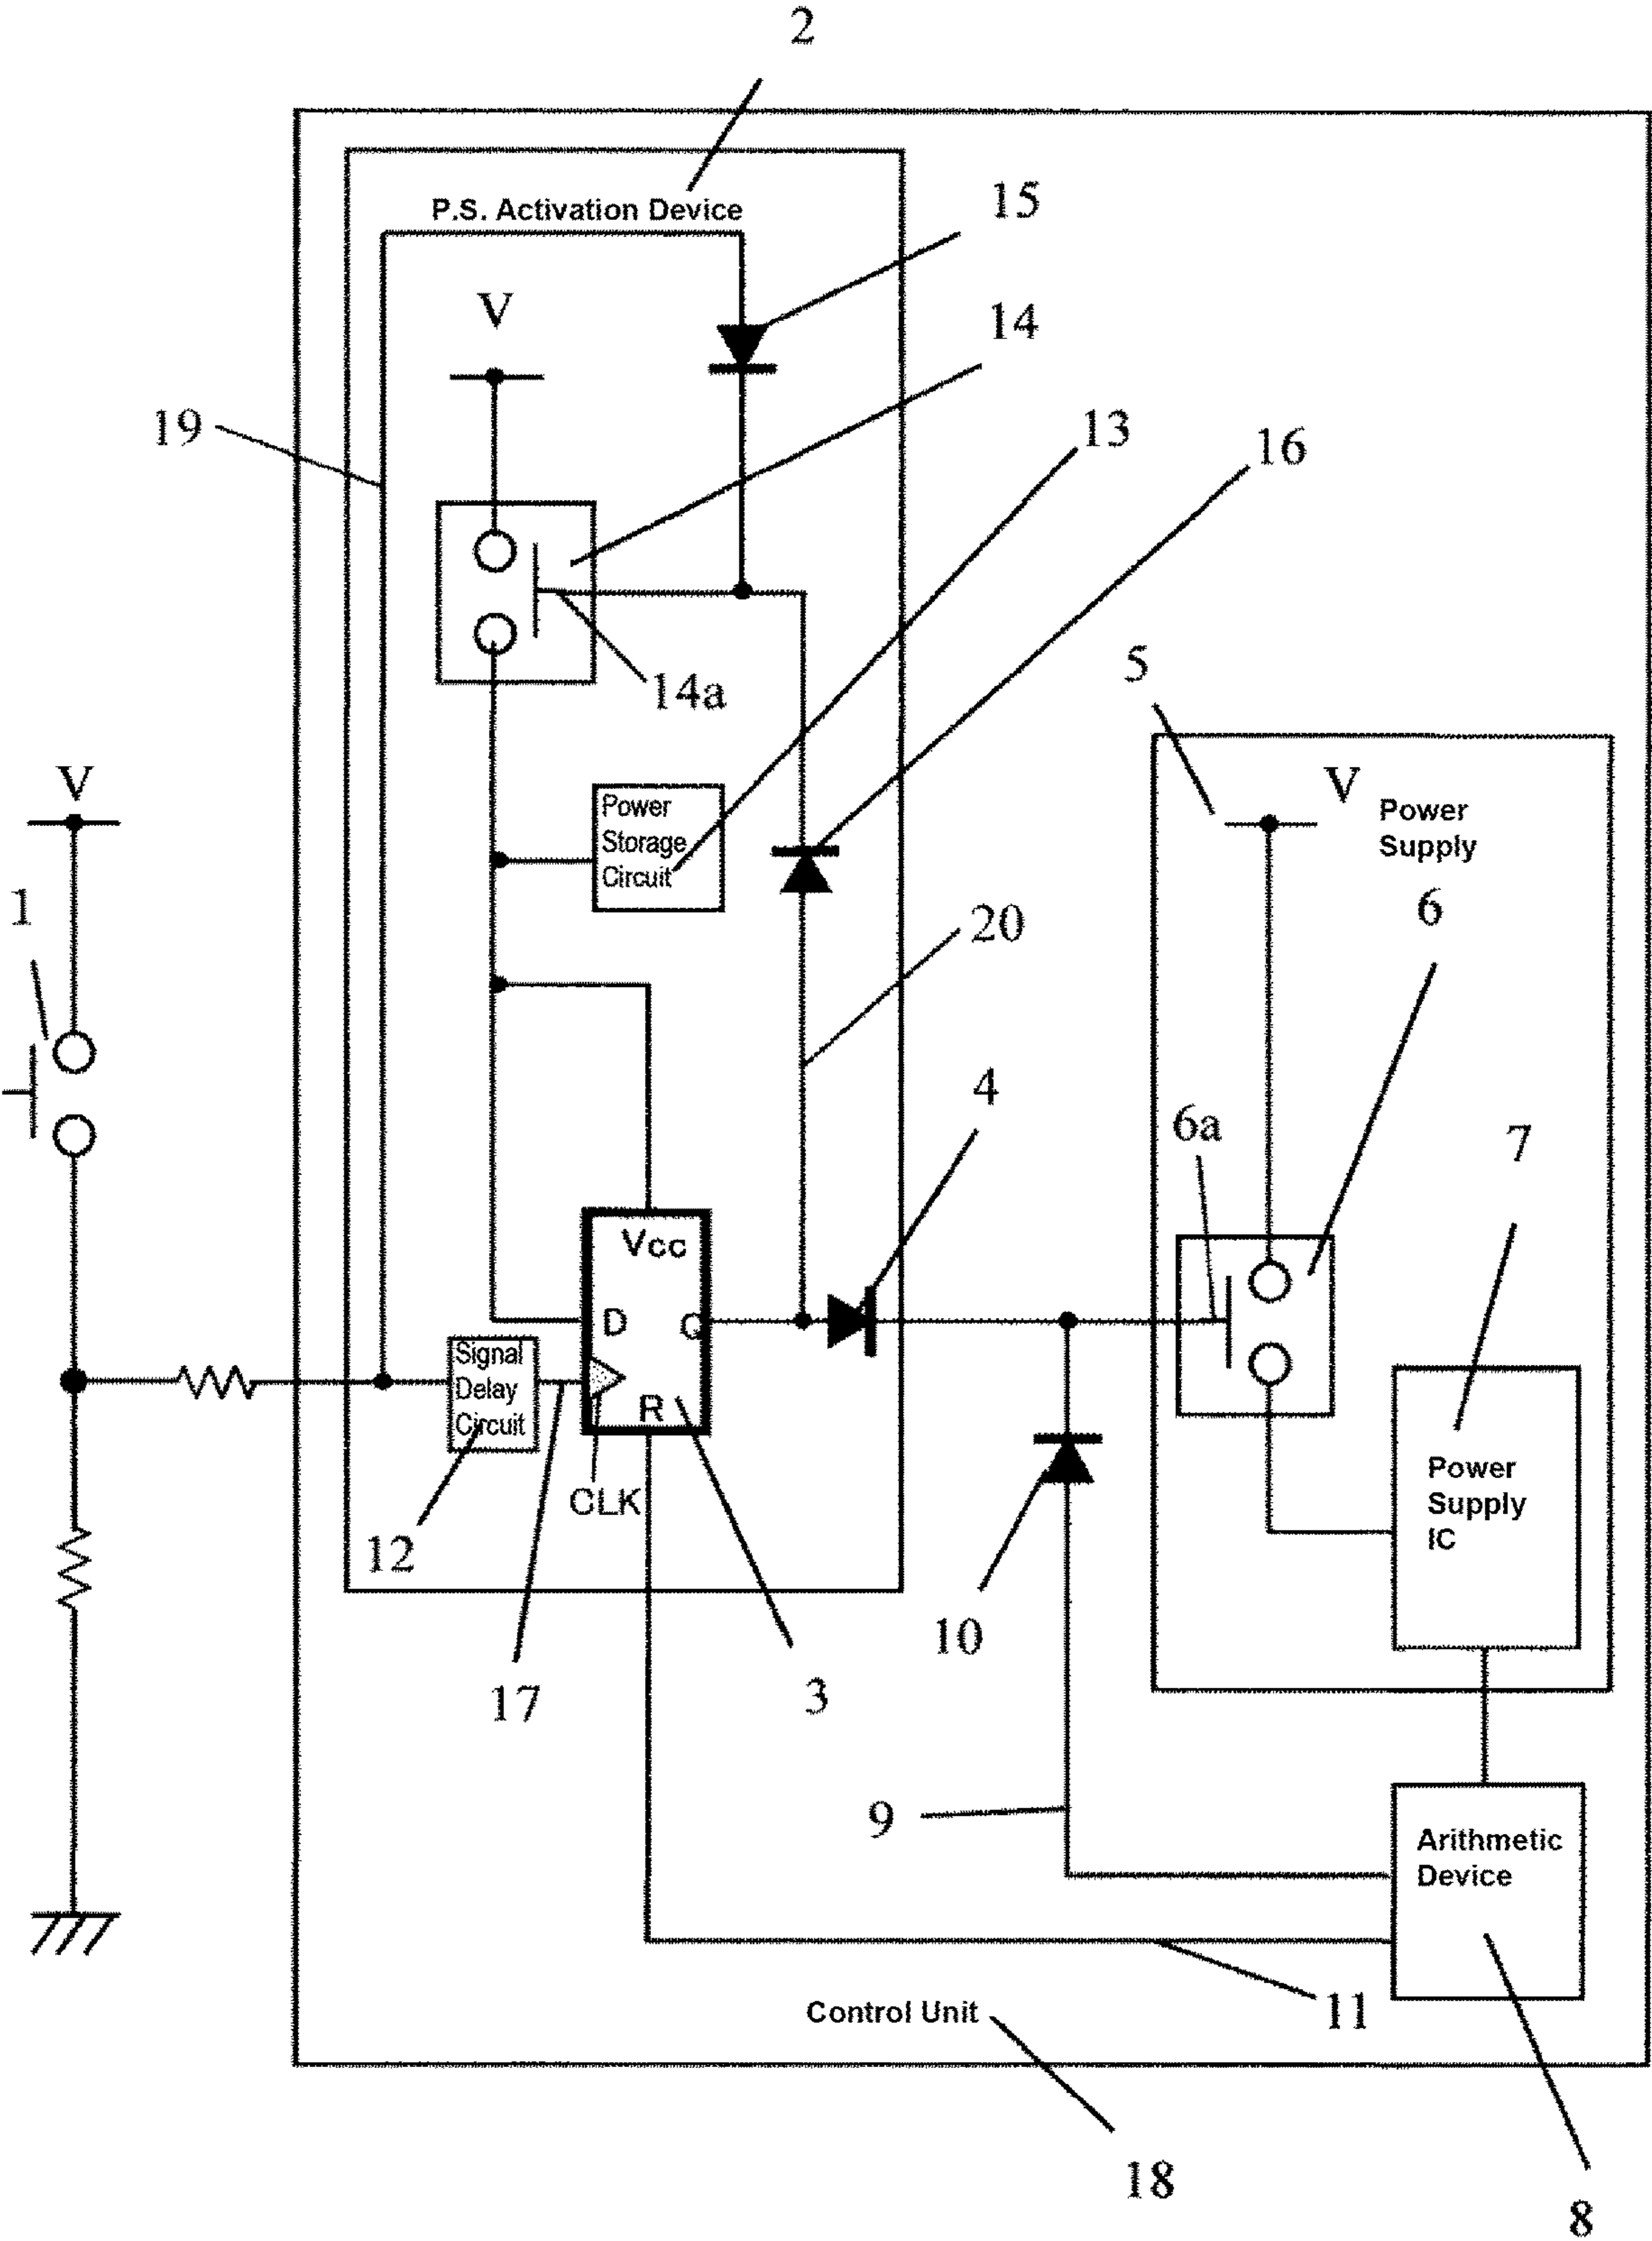 2
P.S. Activation Device
15
V
14
19
13
16
14a
5
V
V
Power
Supply
Power
Storage
Circuit
1
6
20
4
6a
7
Vcc
D
Q
Signal
Delay
Circuit
R
CLK
Power
Supply
IC
12
10
17
3
9
Arithmetic
Device
11
Control Unit
18
8